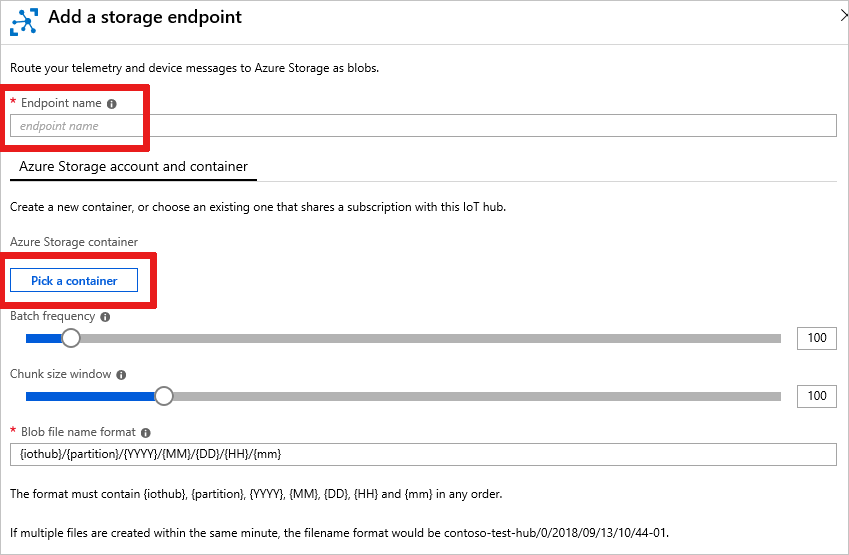 Add a storage endpoint
Route your telemetry and device messages to Azure Storage as blobs.
* Endpoint name
endpoint name
Azure Storage account and container
Create a new container, or choose an existing one that shares a subscription with this IoT hub.
Azure Storage container
Pick a container
Batch frequency
100
Chunk size window
100
* Blob file name format
{iothub}/{partition}/{YYYY}/{MM}/{DD}/{HH}/{mm}
The format must contain {iothub}, {partition}, {YYYY}, {MM}, {DD}, {HH} and {mm} in any order.
If multiple files are created within the same minute, the filename format would be contoso-test-hub/0/2018/09/13/10/44-01.